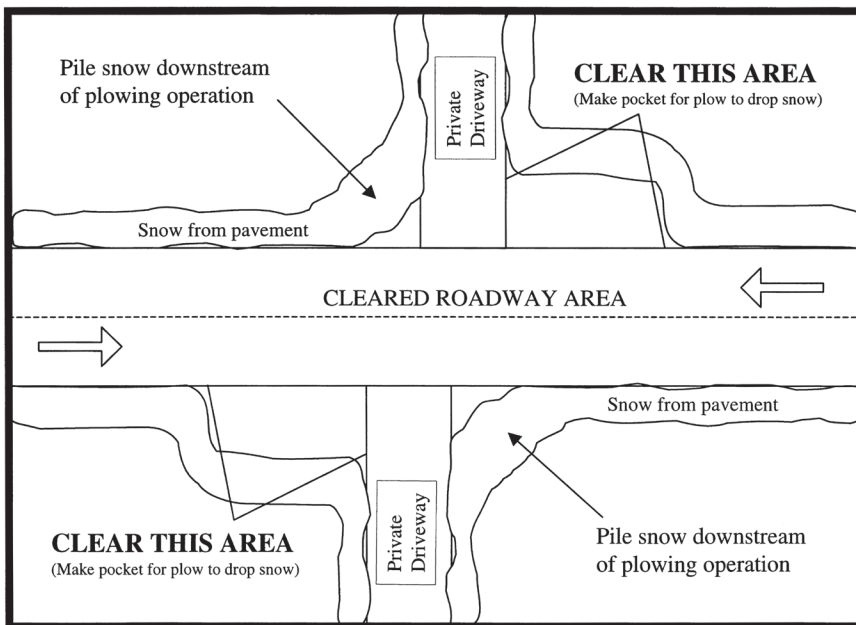 Pile snow downstream
of plowing operation
Private
Driveway
CLEAR THIS AREA
(Make pocket for plow to drop snow)
Snow from pavement
CLEARED ROADWAY AREA
Snow from pavement
CLEAR THIS AREA
(Make pocket for plow to drop snow)
Private
Driveway
Pile snow downstream
of plowing operation